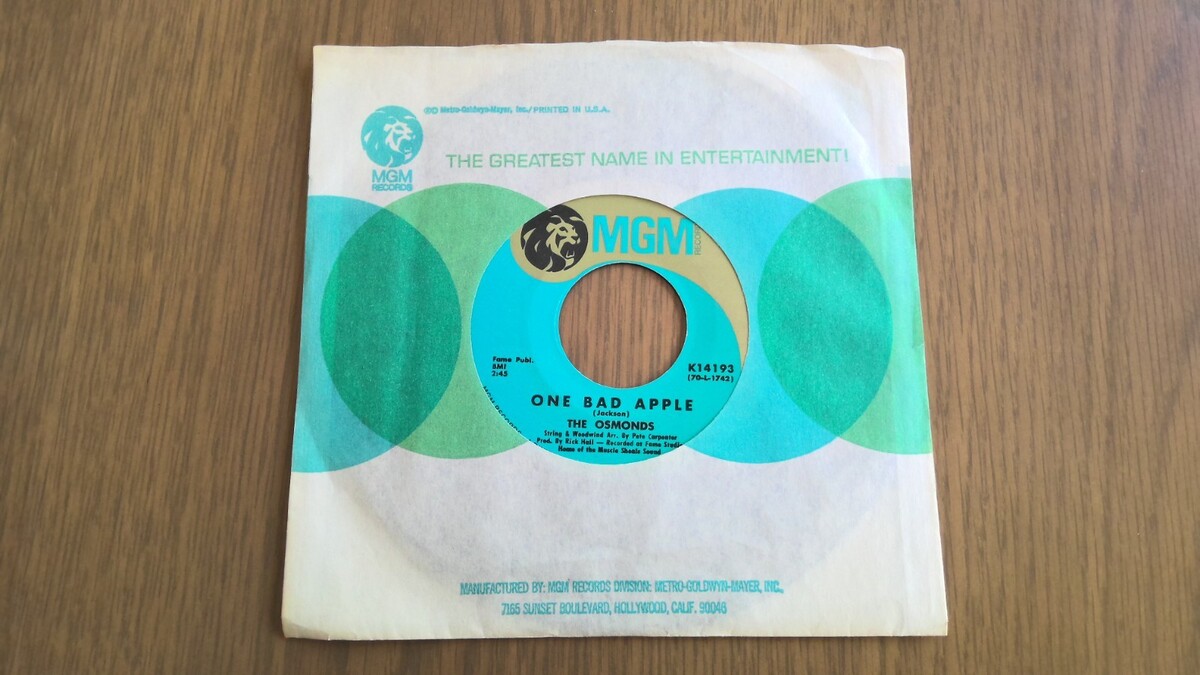 ℗© Metro-Goldwyn-Mayer, Inc./PRINTED IN U.S.A.
MGM
RECORDS
THE GREATEST NAME IN ENTERTAINMENT!
MGM
RECORDS
Fame Publ.
BMI
2:45
K14193
(70-L-1742)
ONE BAD APPLE
(Jackson)
THE OSMONDS
String & Woodwind Arr. By Pete Carpenter
Prod. By Rick Hall — Recorded at Fame Studio
Home of the Muscle Shoals Sound
MANUFACTURED BY: MGM RECORDS DIVISION: METRO-GOLDWYN-MAYER, INC.,
7165 SUNSET BOULEVARD, HOLLYWOOD, CALIF. 90046